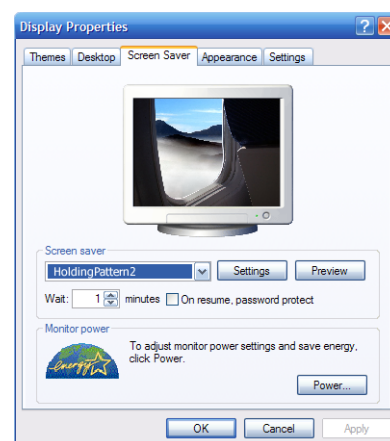 Display Properties
Themes Desktop Screen Saver Appearance Settings
Screen saver
HoldingPattern2 Settings Preview
Wait: 1 minutes On resume, password protect
Monitor power
energy
To adjust monitor power settings and save energy,
click Power.
Power...
OK Cancel Apply